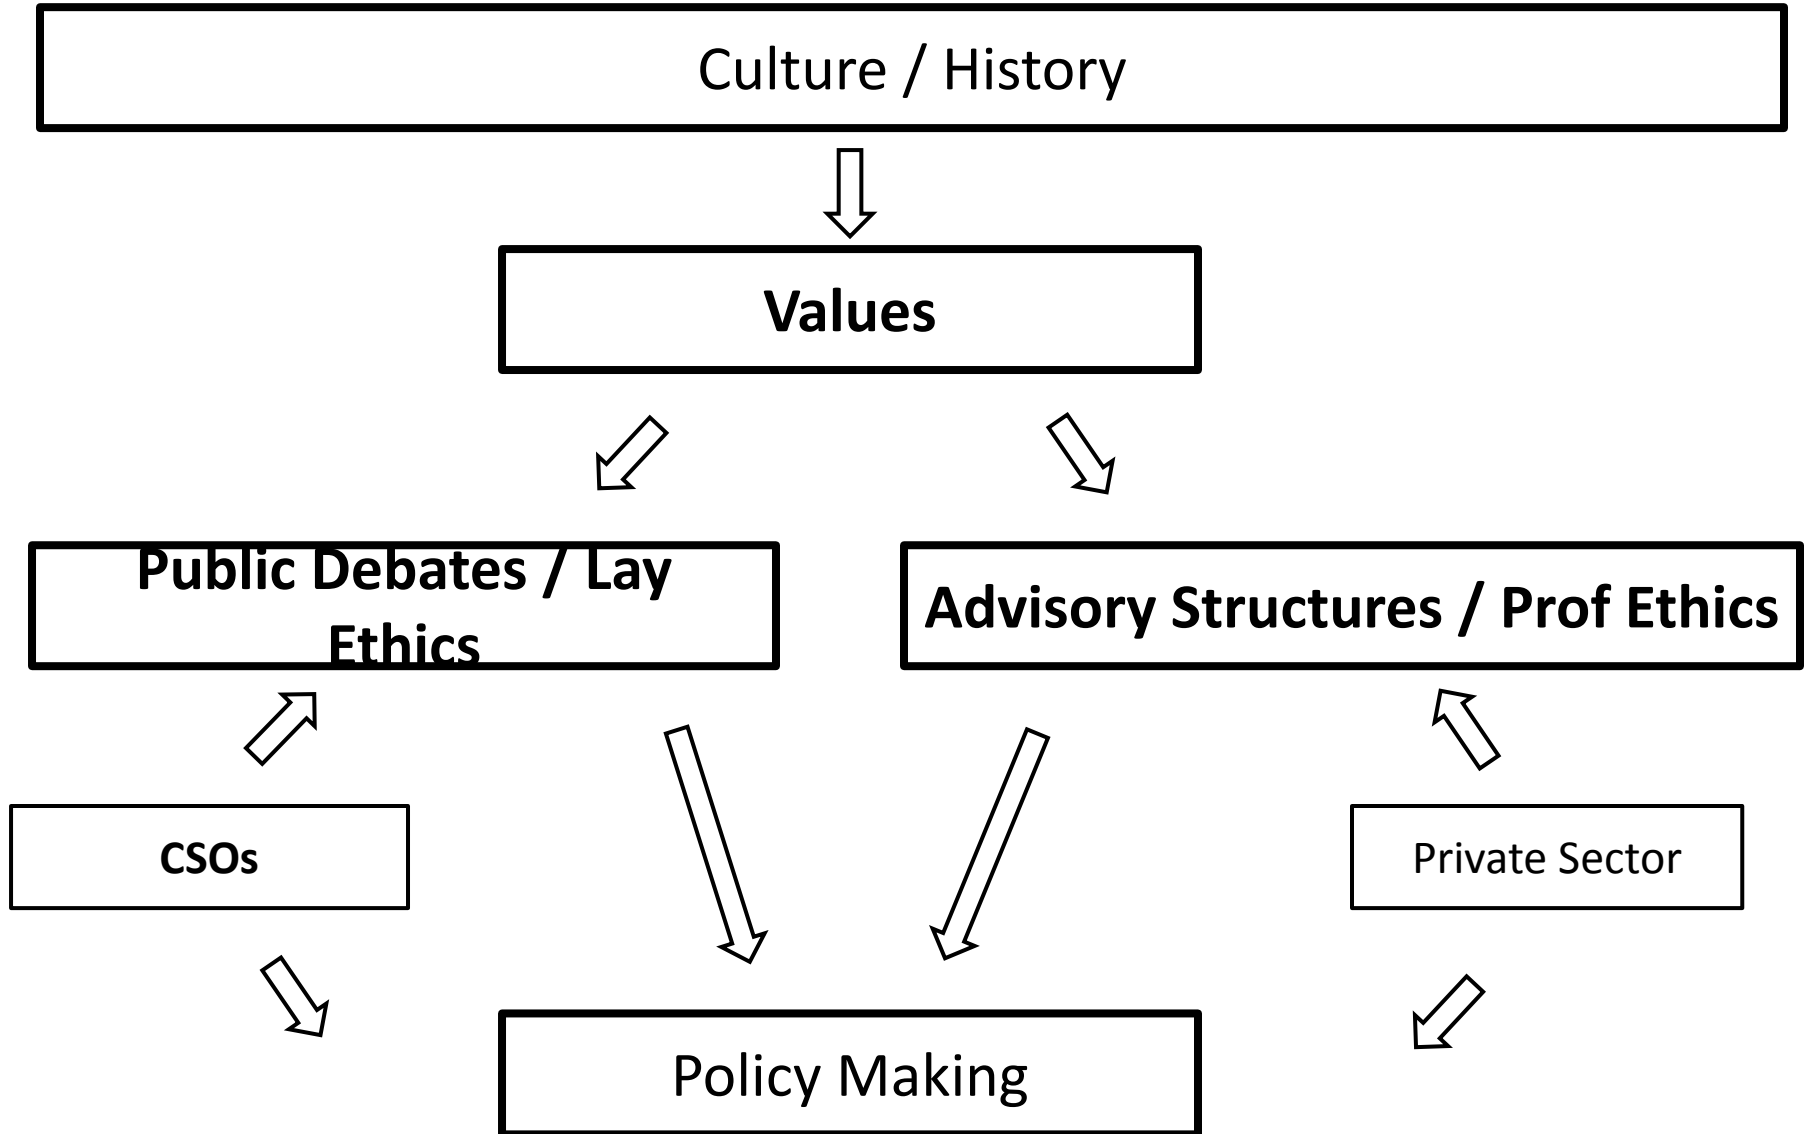 Culture / History
Values
Public Debates / Lay
Ethics
Advisory Structures / Prof Ethics
CSOs
Private Sector
Policy Making